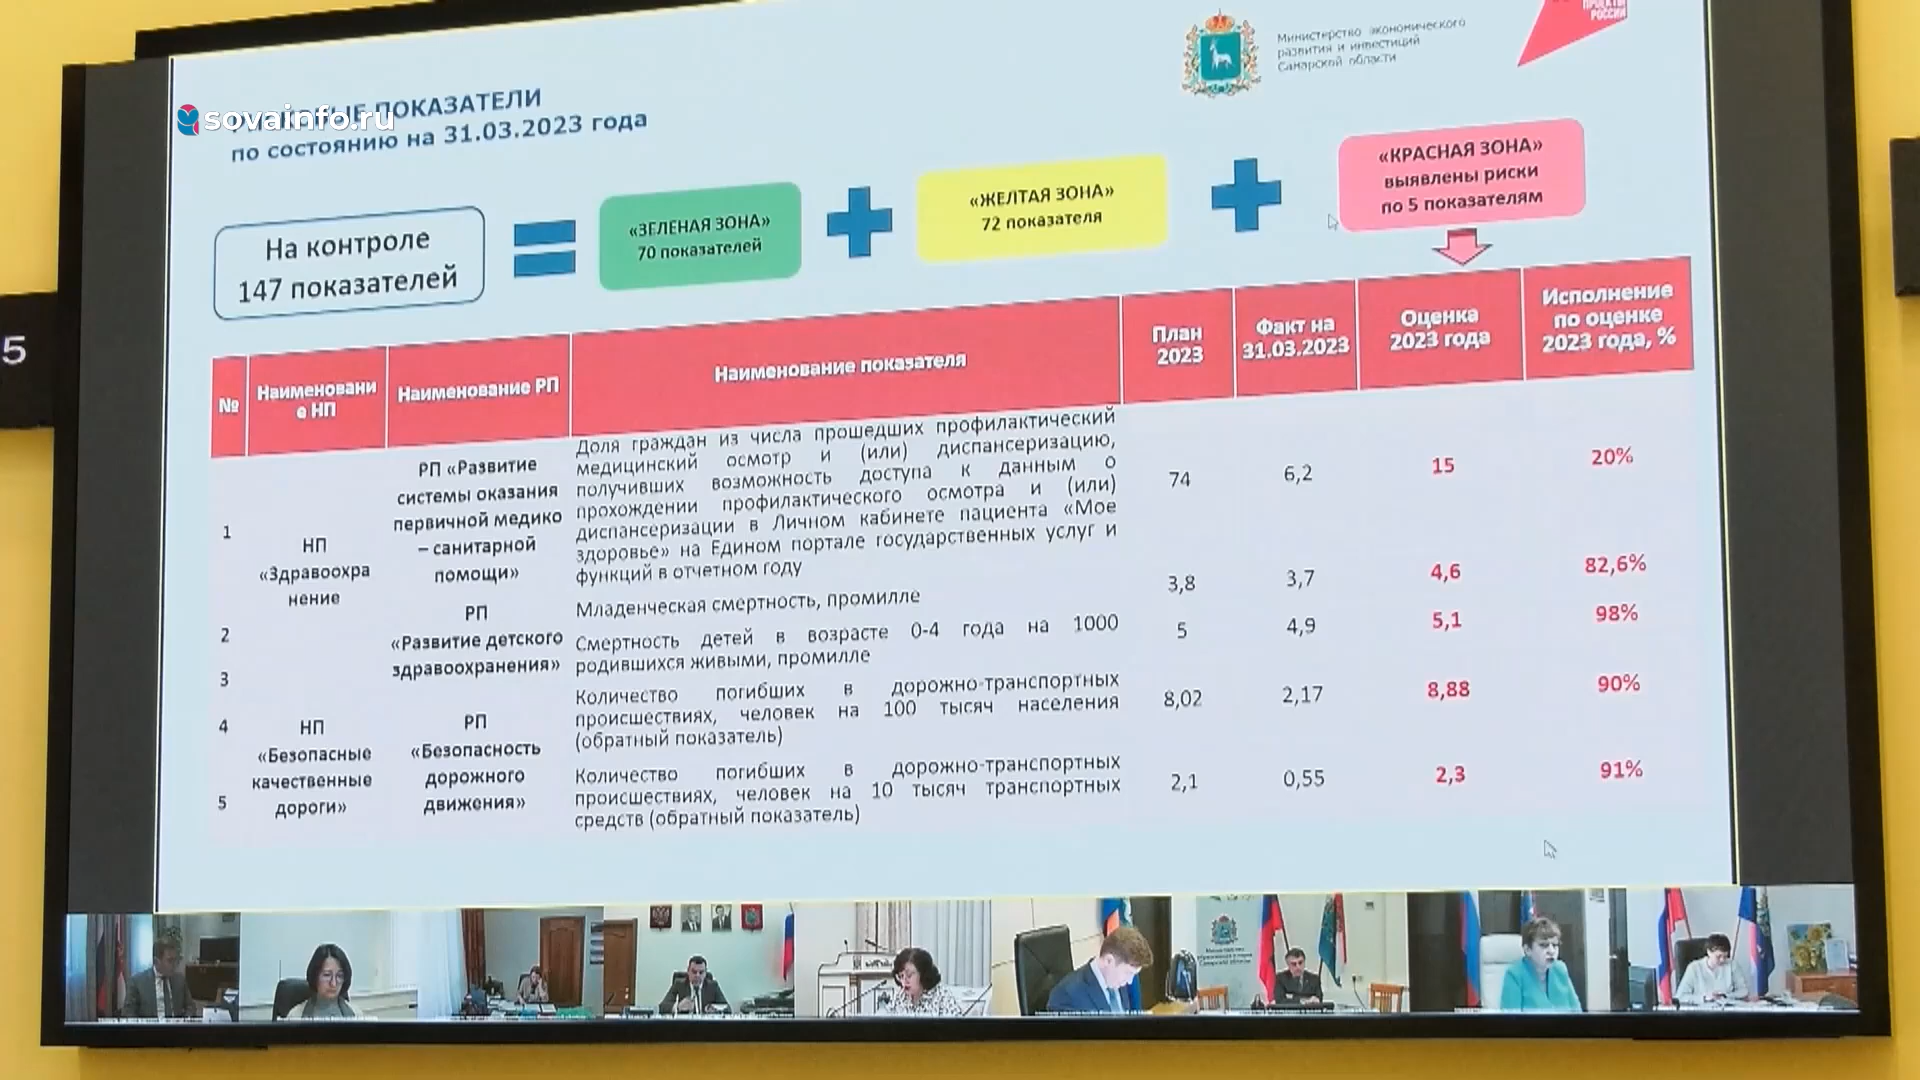 ПРОЕКТЫ
РОССИИ
Министерство экономического
развития и инвестиций
Самарской области
sovainfo.ru
ПОКАЗАТЕЛИ
по состоянию на 31.03.2023 года
На контроле
147 показателей
«ЗЕЛЕНАЯ ЗОНА»
70 показателей
«ЖЕЛТАЯ ЗОНА»
72 показателя
«КРАСНАЯ ЗОНА»
выявлены риски
по 5 показателям
5
№
Наименовани
е НП
Наименование РП
Наименование показателя
План
2023
Факт на
31.03.2023
Оценка
2023 года
Исполнение
по оценке
2023 года, %
1
НП
«Здравоохра
нение
РП «Развитие
системы оказания
первичной медико
– санитарной
помощи»
Доля граждан из числа прошедших профилактический
медицинский осмотр и (или) диспансеризацию,
получивших возможность доступа к данным о
прохождении профилактического осмотра и (или)
диспансеризации в Личном кабинете пациента «Мое
здоровье» на Едином портале государственных услуг и
функций в отчетном году
74
6,2
15
20%
2
РП
«Развитие детского
здравоохранения»
Младенческая смертность, промилле
3,8
3,7
4,6
82,6%
3
Смертность детей в возрасте 0-4 года на 1000
родившихся живыми, промилле
5
4,9
5,1
98%
4
НП
«Безопасные
качественные
дороги»
РП
«Безопасность
дорожного
движения»
Количество погибших в дорожно-транспортных
происшествиях, человек на 100 тысяч населения
(обратный показатель)
8,02
2,17
8,88
90%
5
Количество погибших в дорожно-транспортных
происшествиях, человек на 10 тысяч транспортных
средств (обратный показатель)
2,1
0,55
2,3
91%